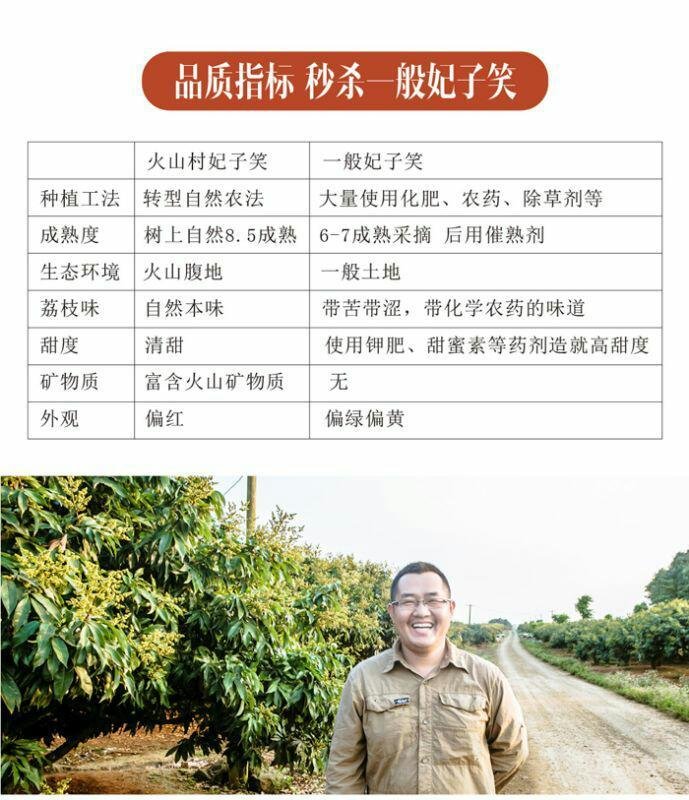 品质指标 秒杀一般妃子笑
火山村妃子笑 一般妃子笑
种植工法 转型自然农法 大量使用化肥、农药、除草剂等
成熟度 树上自然8.5成熟 6-7成熟采摘 后用催熟剂
生态环境 火山腹地 一般土地
荔枝味 自然本味 带苦带涩，带化学农药的味道
甜度 清甜 使用钾肥、甜蜜素等药剂造就高甜度
矿物质 富含火山矿物质 无
外观 偏红 偏绿偏黄